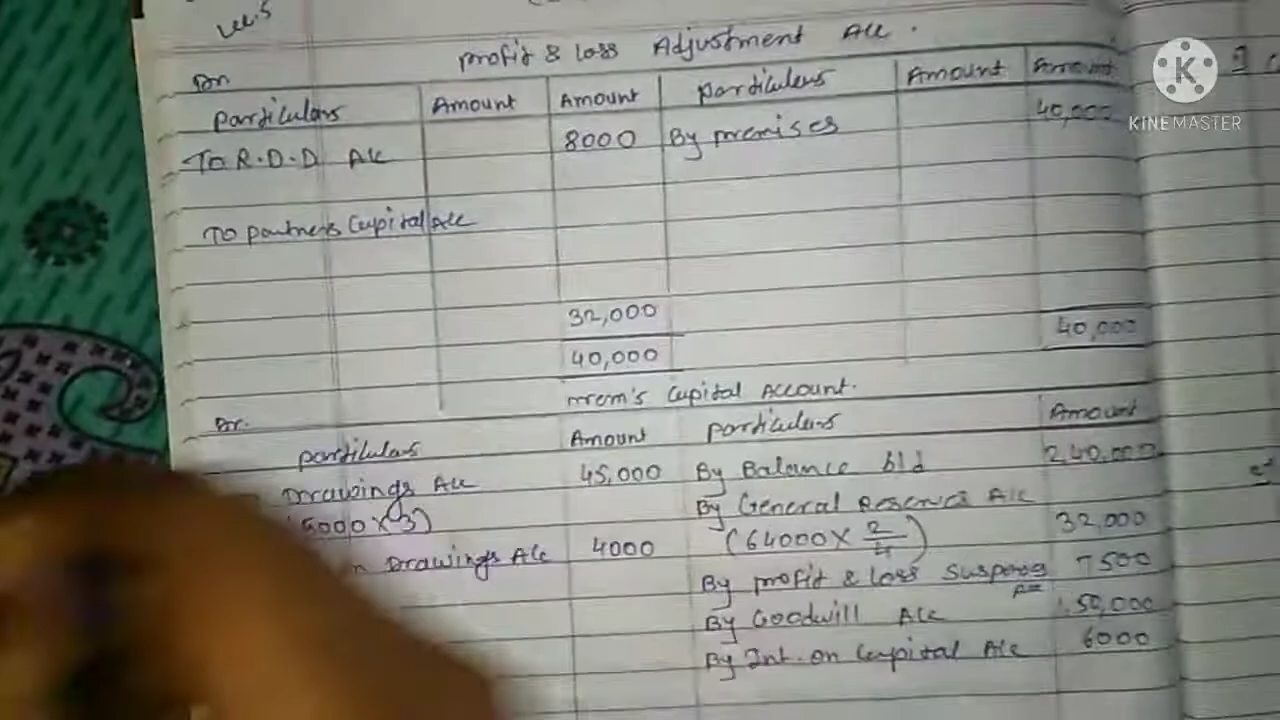 profit & loss Adjustment A/c.
Dr
particulars Amount Amount particulars Amount Amount
KINEMASTER
To R.D.D A/c 8000 By premises 40,000
To partners Capital A/c
32,000
40,000 40,000
Capital Account.
Dr.
particulars Amount particulars Amount
Drawings A/c 45,000 By Balance b/d 2,40,000
5000 X 3) By General Reserves A/c
n Drawings A/c 4000 (64000 X 2/4) 32,000
By profit & loss suspense A/c 7500
By Goodwill A/c 50,000
By Int. on Capital A/c 6000